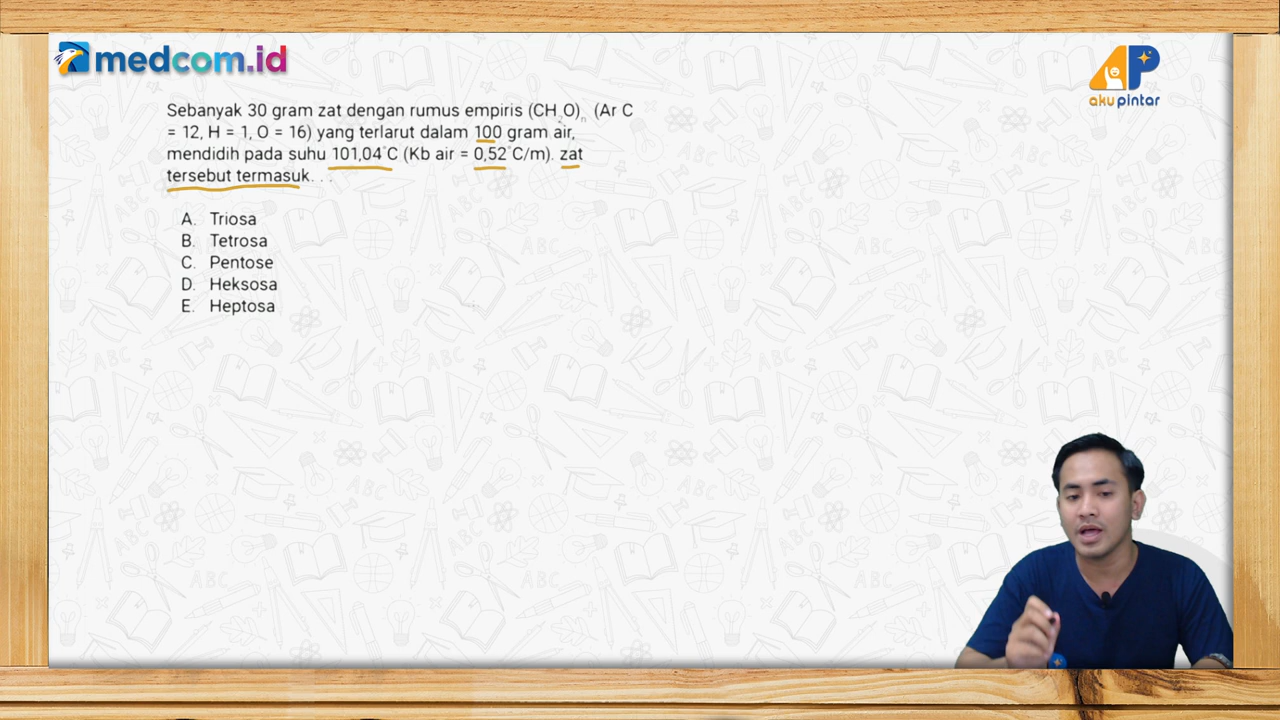 medcom.id
AP
aku pintar
Sebanyak 30 gram zat dengan rumus empiris (CH₂O)ₙ (Ar C
= 12, H = 1, O = 16) yang terlarut dalam 100 gram air,
mendidih pada suhu 101,04°C (Kb air = 0,52°C/m). zat
tersebut termasuk. . .
A. Triosa
B. Tetrosa
C. Pentose
D. Heksosa
E. Heptosa